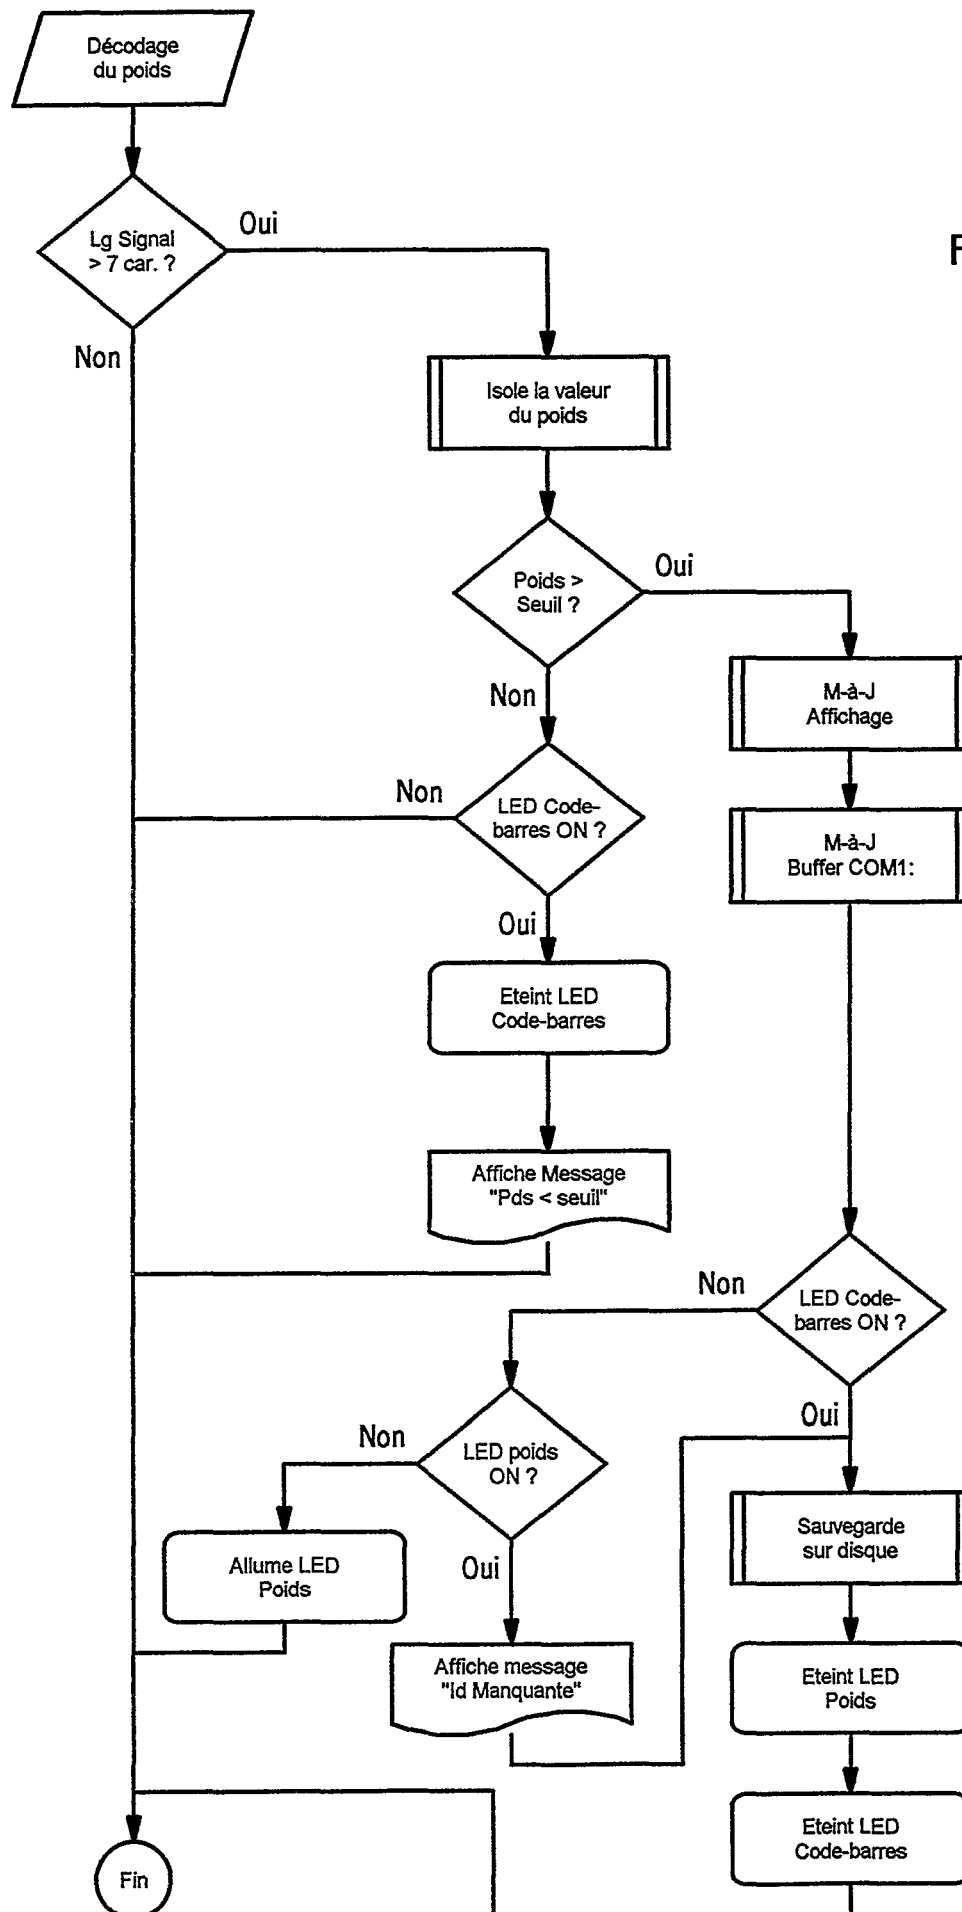 Décodage
du poids
Oui
Lg Signal
> 7 car. ?
F
Non
Isole la valeur
du poids
Oui
Poids >
Seuil ?
Non
M-à-J
Affichage
Non
LED Code-
barres ON ?
M-à-J
Buffer COM1:
Oui
Eteint LED
Code-barres
Affiche Message
"Pds < seuil"
Non
LED Code-
barres ON ?
Oui
Non
LED poids
ON ?
Sauvegarde
sur disque
Allume LED
Poids
Oui
Affiche message
"Id Manquante"
Eteint LED
Poids
Eteint LED
Code-barres
Fin